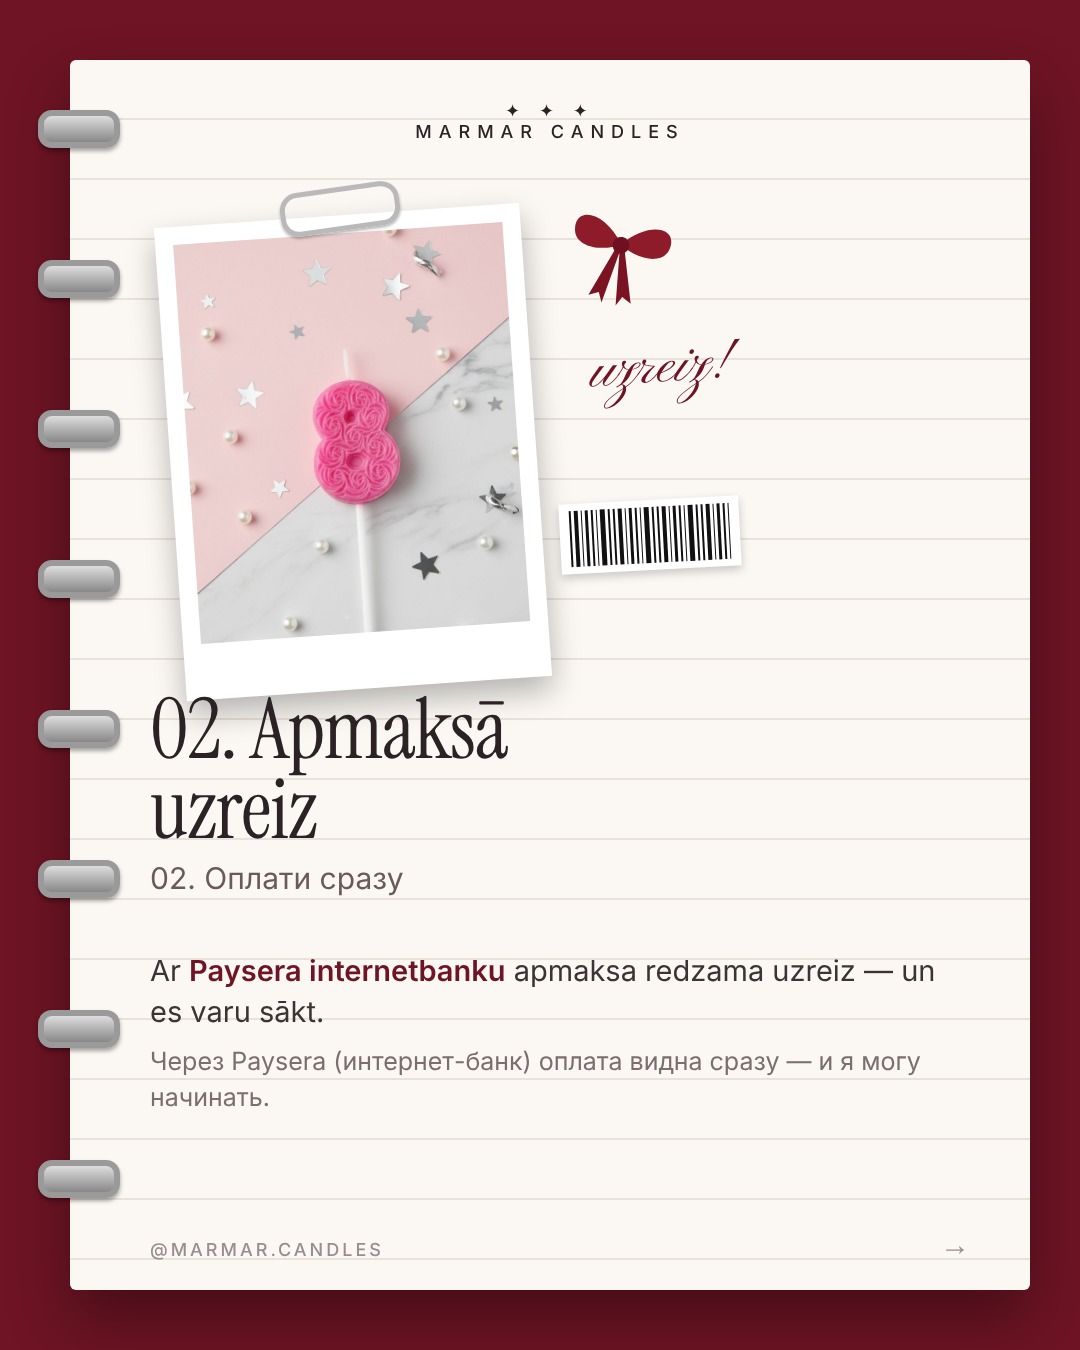 MARMAR CANDLES
uzreiz!
02. Apmaksā
uzreiz
02. Оплати сразу
Ar Paysera internetbanku apmaksa redzama uzreiz — un
es varu sākt.
Через Paysera (интернет-банк) оплата видна сразу — и я могу
начинать.
@MARMAR.CANDLES →